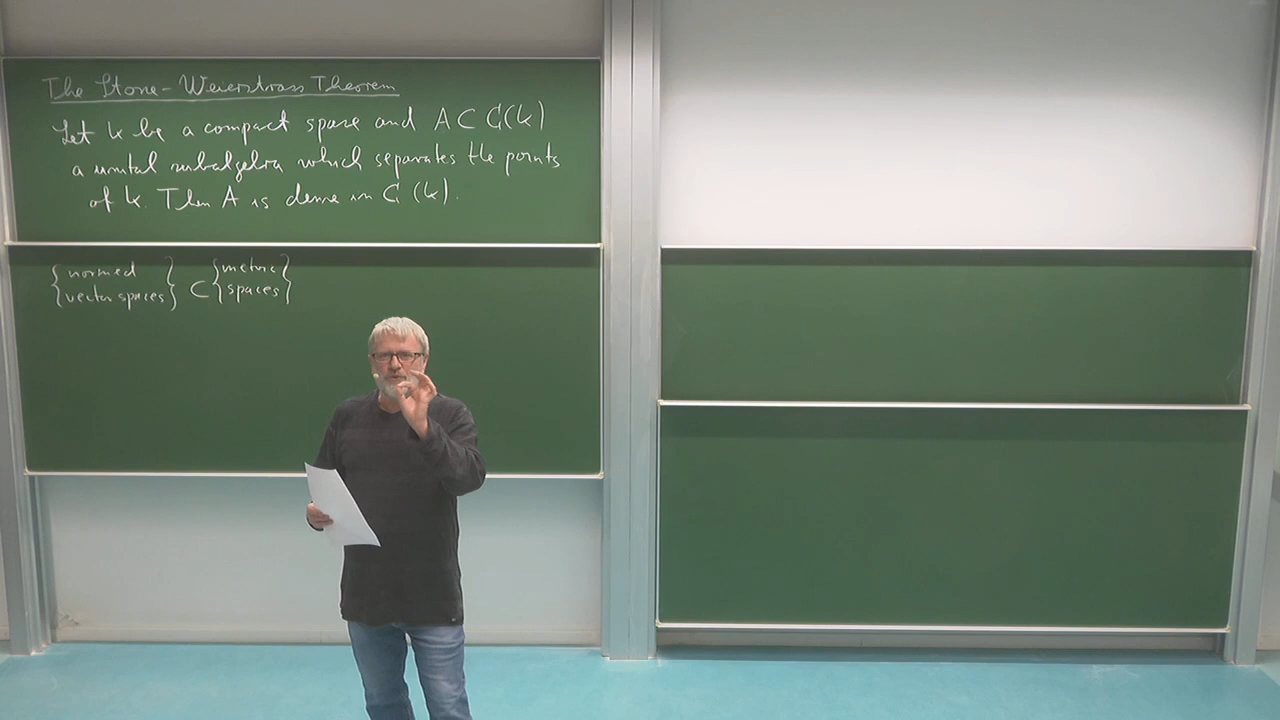 The Stone-Weierstrass Theorem
Let K be a compact space and A ⊂ C(K)
a unital subalgebra which separates the points
of K. Then A is dense in C(K).
{normed vector spaces} ⊂ {metric spaces}